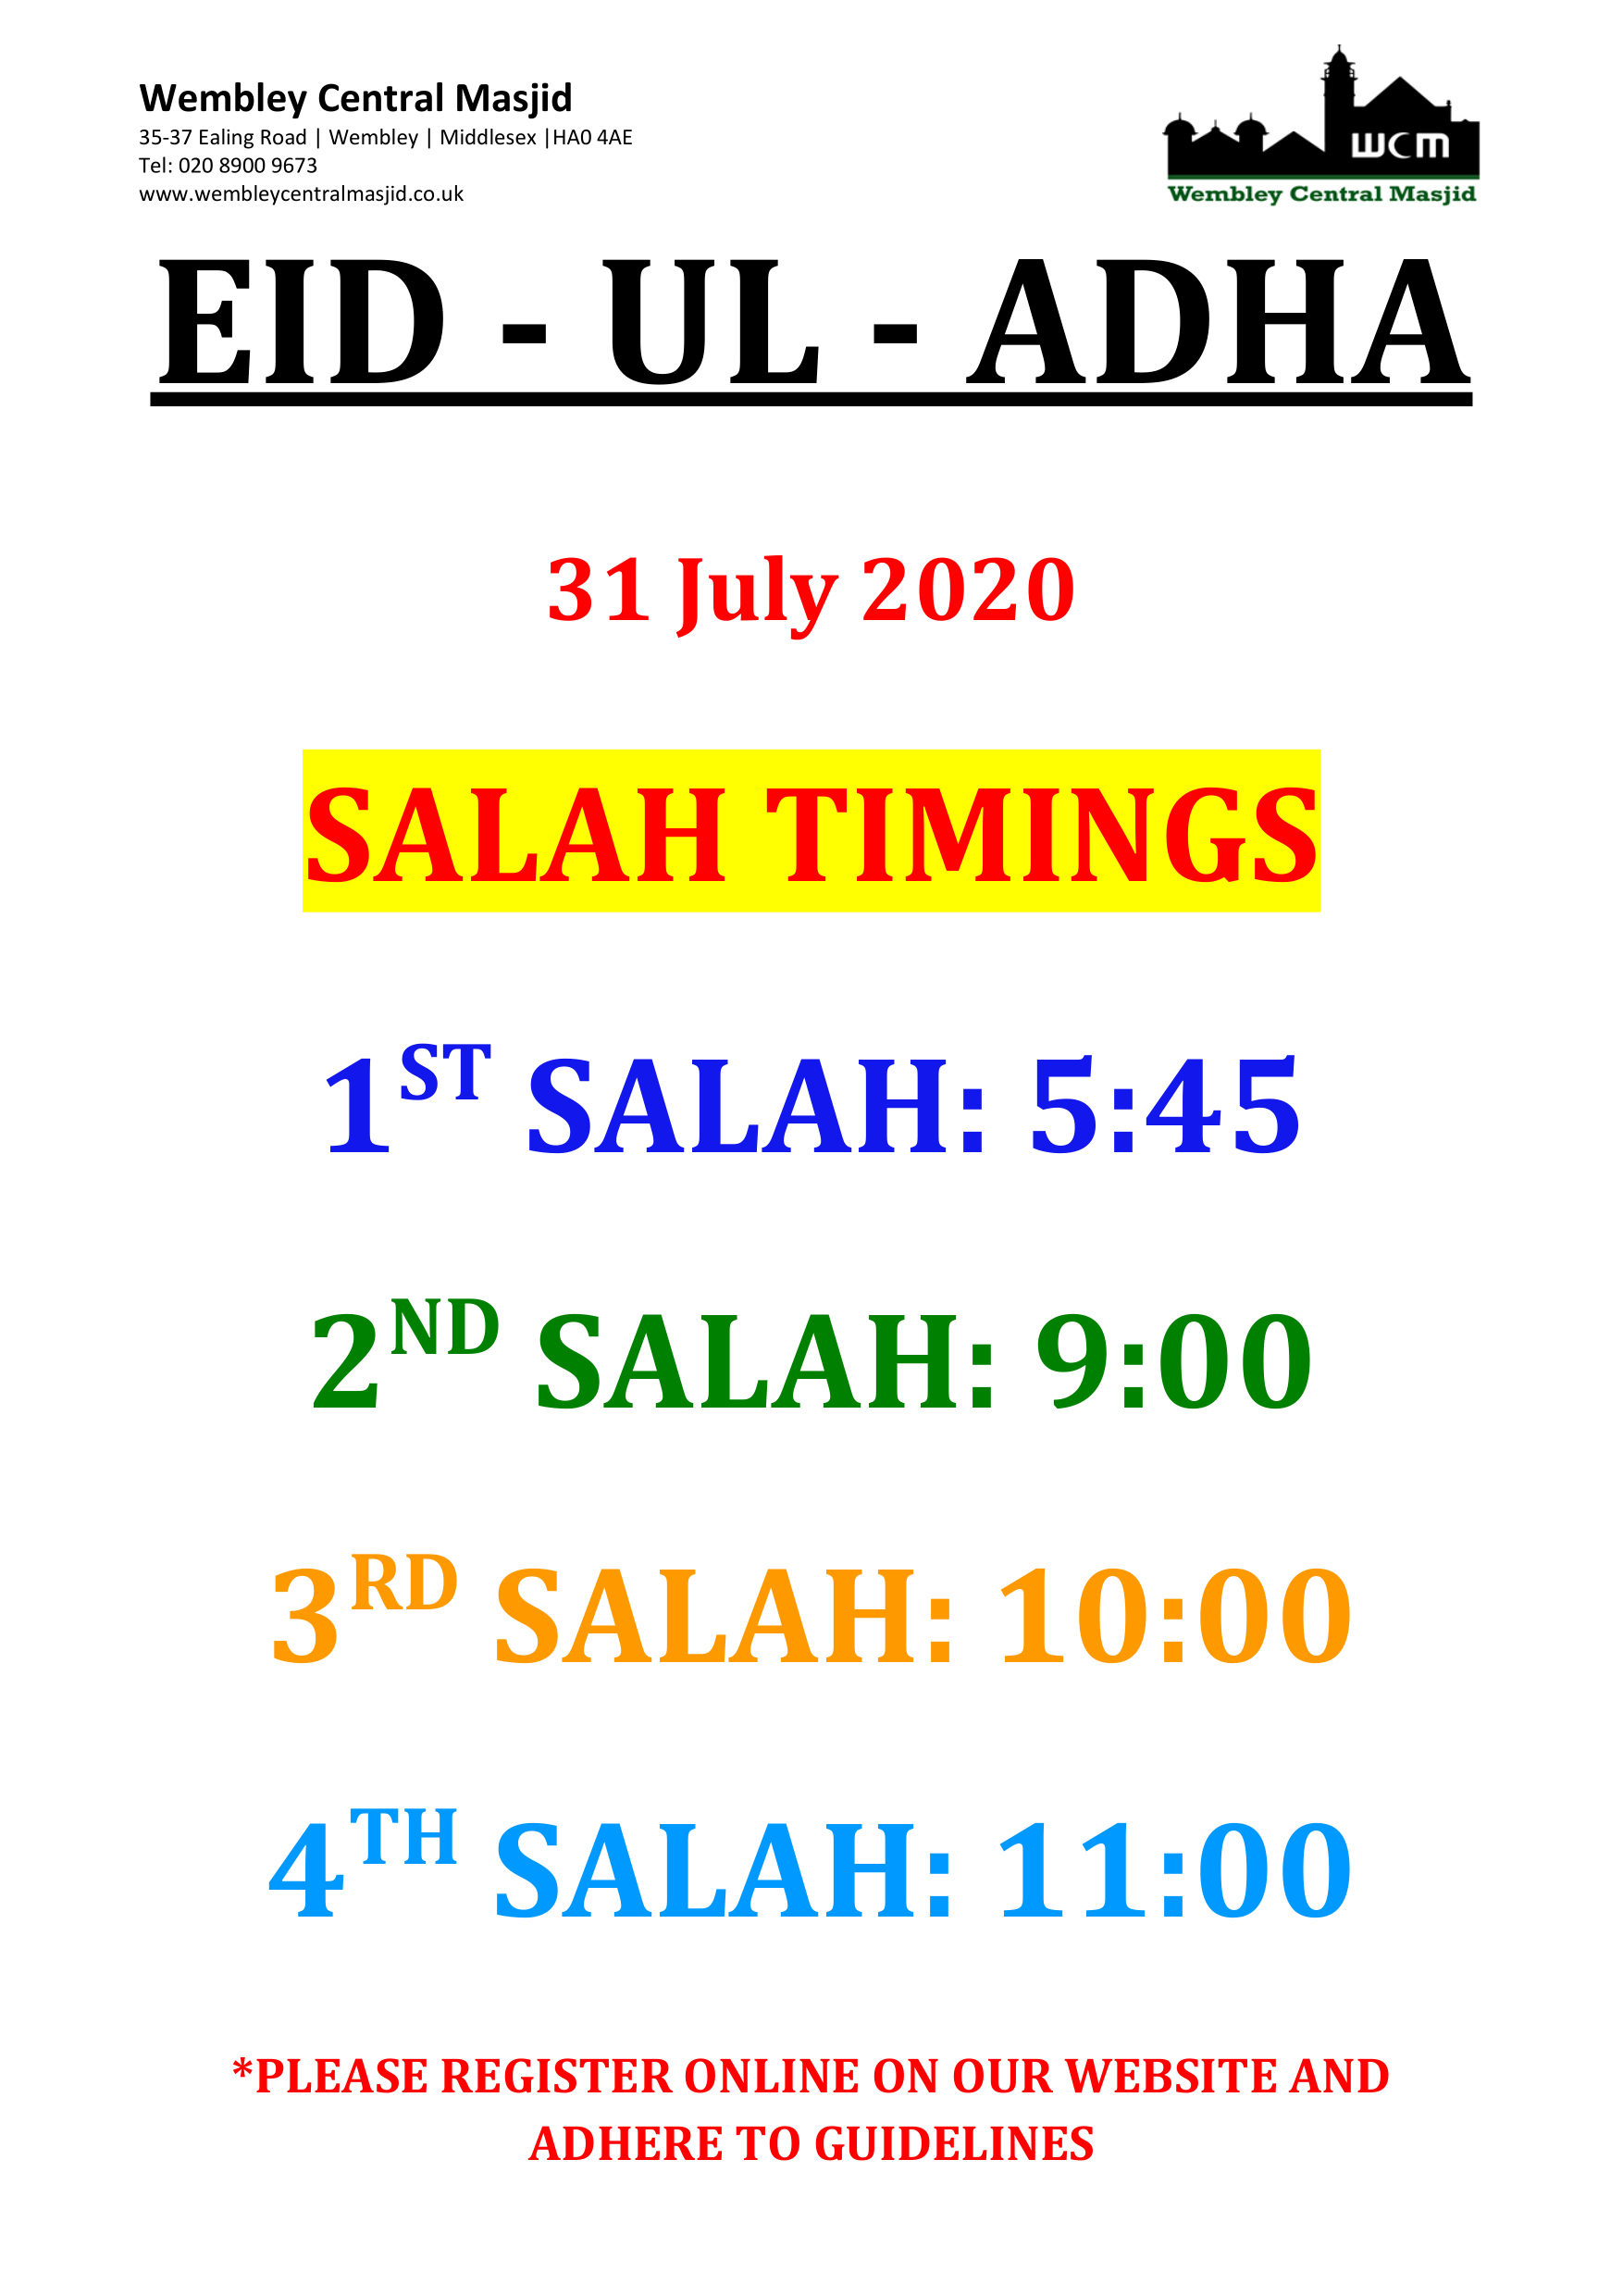 Wembley Central Masjid
35-37 Ealing Road | Wembley | Middlesex |HA0 4AE
Tel: 020 8900 9673
www.wembleycentralmasjid.co.uk
wcm
Wembley Central Masjid
EID - UL - ADHA
31 July 2020
SALAH TIMINGS
1ST SALAH: 5:45
2ND SALAH: 9:00
3RD SALAH: 10:00
4TH SALAH: 11:00
*PLEASE REGISTER ONLINE ON OUR WEBSITE AND
ADHERE TO GUIDELINES